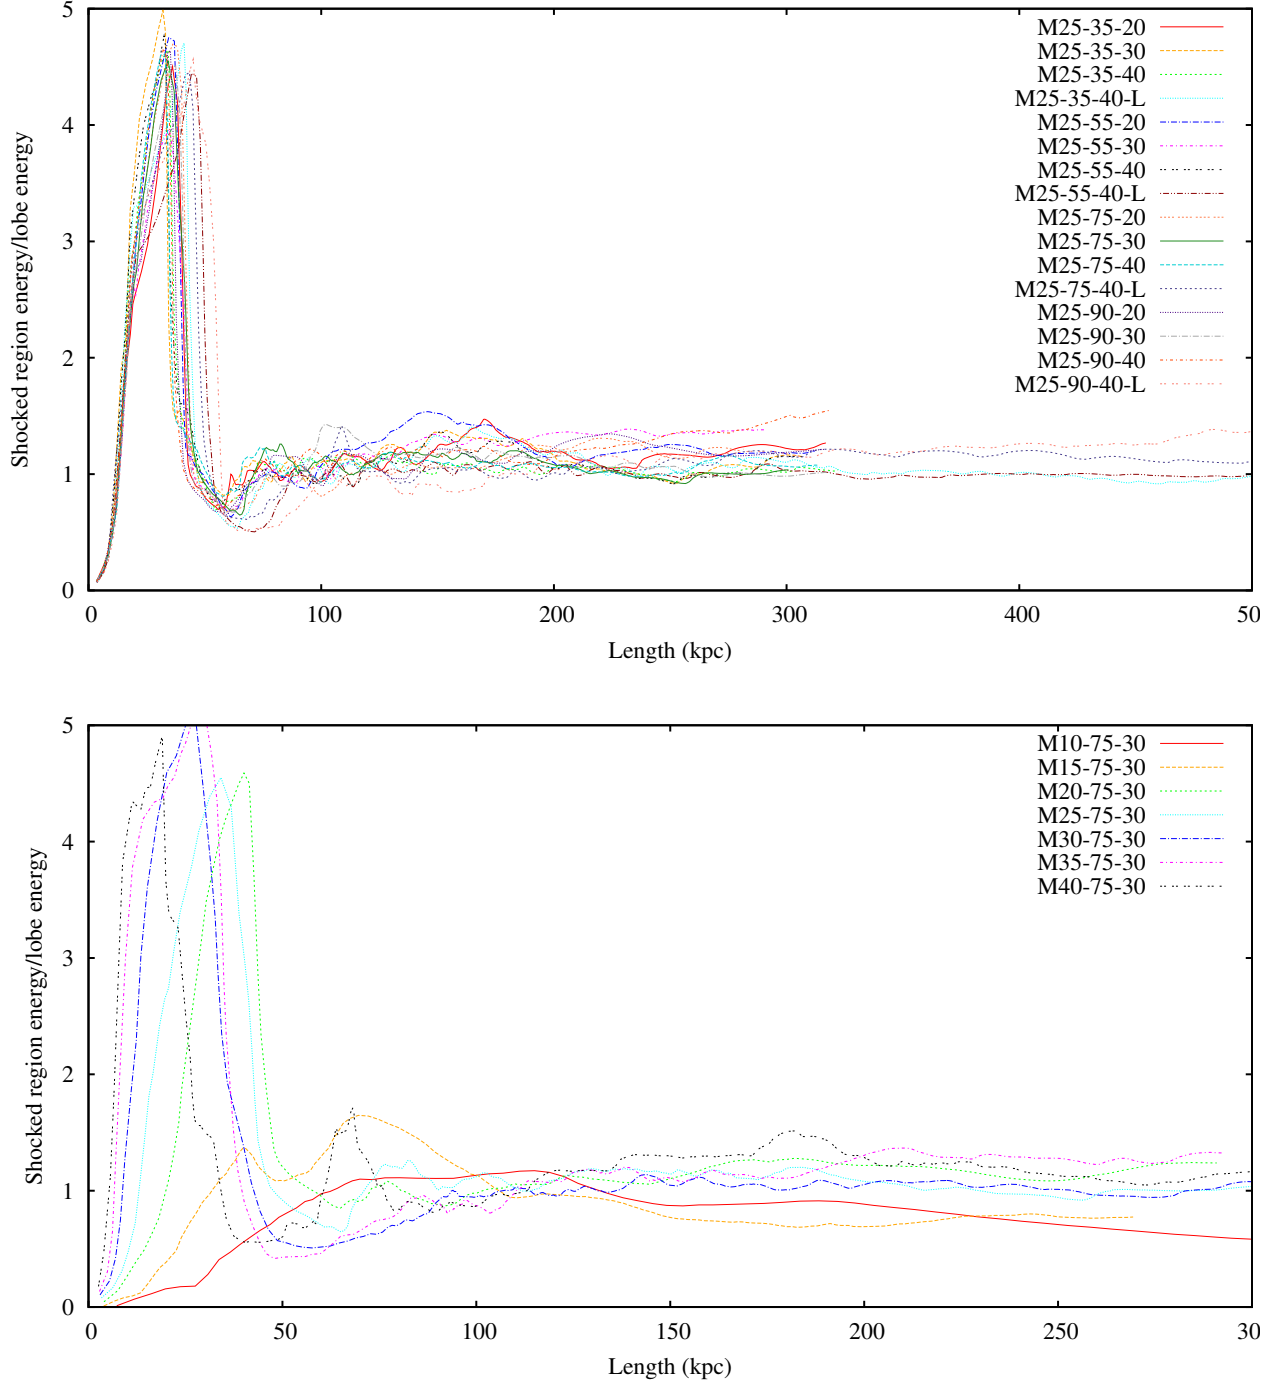 5
4
3
2
1
0
Shocked region energy/lobe energy
M25-35-20
M25-35-30
M25-35-40
M25-35-40-L
M25-55-20
M25-55-30
M25-55-40
M25-55-40-L
M25-75-20
M25-75-30
M25-75-40
M25-75-40-L
M25-90-20
M25-90-30
M25-90-40
M25-90-40-L
0 100 200 300 400 50
Length (kpc)
5
4
3
2
1
0
Shocked region energy/lobe energy
M10-75-30
M15-75-30
M20-75-30
M25-75-30
M30-75-30
M35-75-30
M40-75-30
0 50 100 150 200 250 30
Length (kpc)